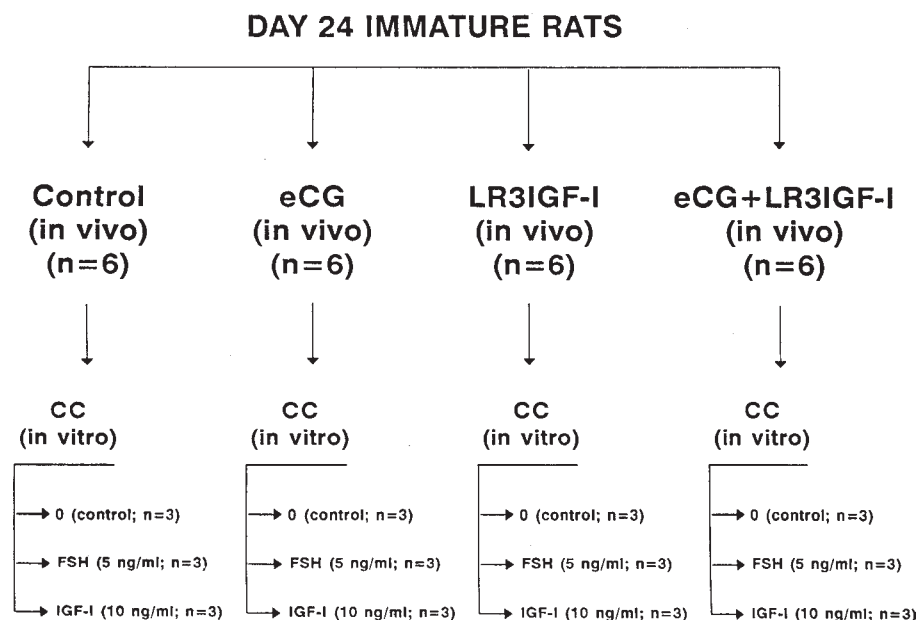 DAY 24 IMMATURE RATS
Control
(in vivo)
(n=6)
eCG
(in vivo)
(n=6)
LR3IGF-I
(in vivo)
(n=6)
eCG+LR3IGF-I
(in vivo)
(n=6)
CC
(in vitro)
0 (control; n=3)
FSH (5 ng/ml; n=3)
IGF-I (10 ng/ml; n=3)
CC
(in vitro)
0 (control; n=3)
FSH (5 ng/ml; n=3)
IGF-I (10 ng/ml; n=3)
CC
(in vitro)
0 (control; n=3)
FSH (5 ng/ml; n=3)
IGF-I (10 ng/ml; n=3)
CC
(in vitro)
0 (control; n=3)
FSH (5 ng/ml; n=3)
IGF-I (10 ng/ml; n=3)